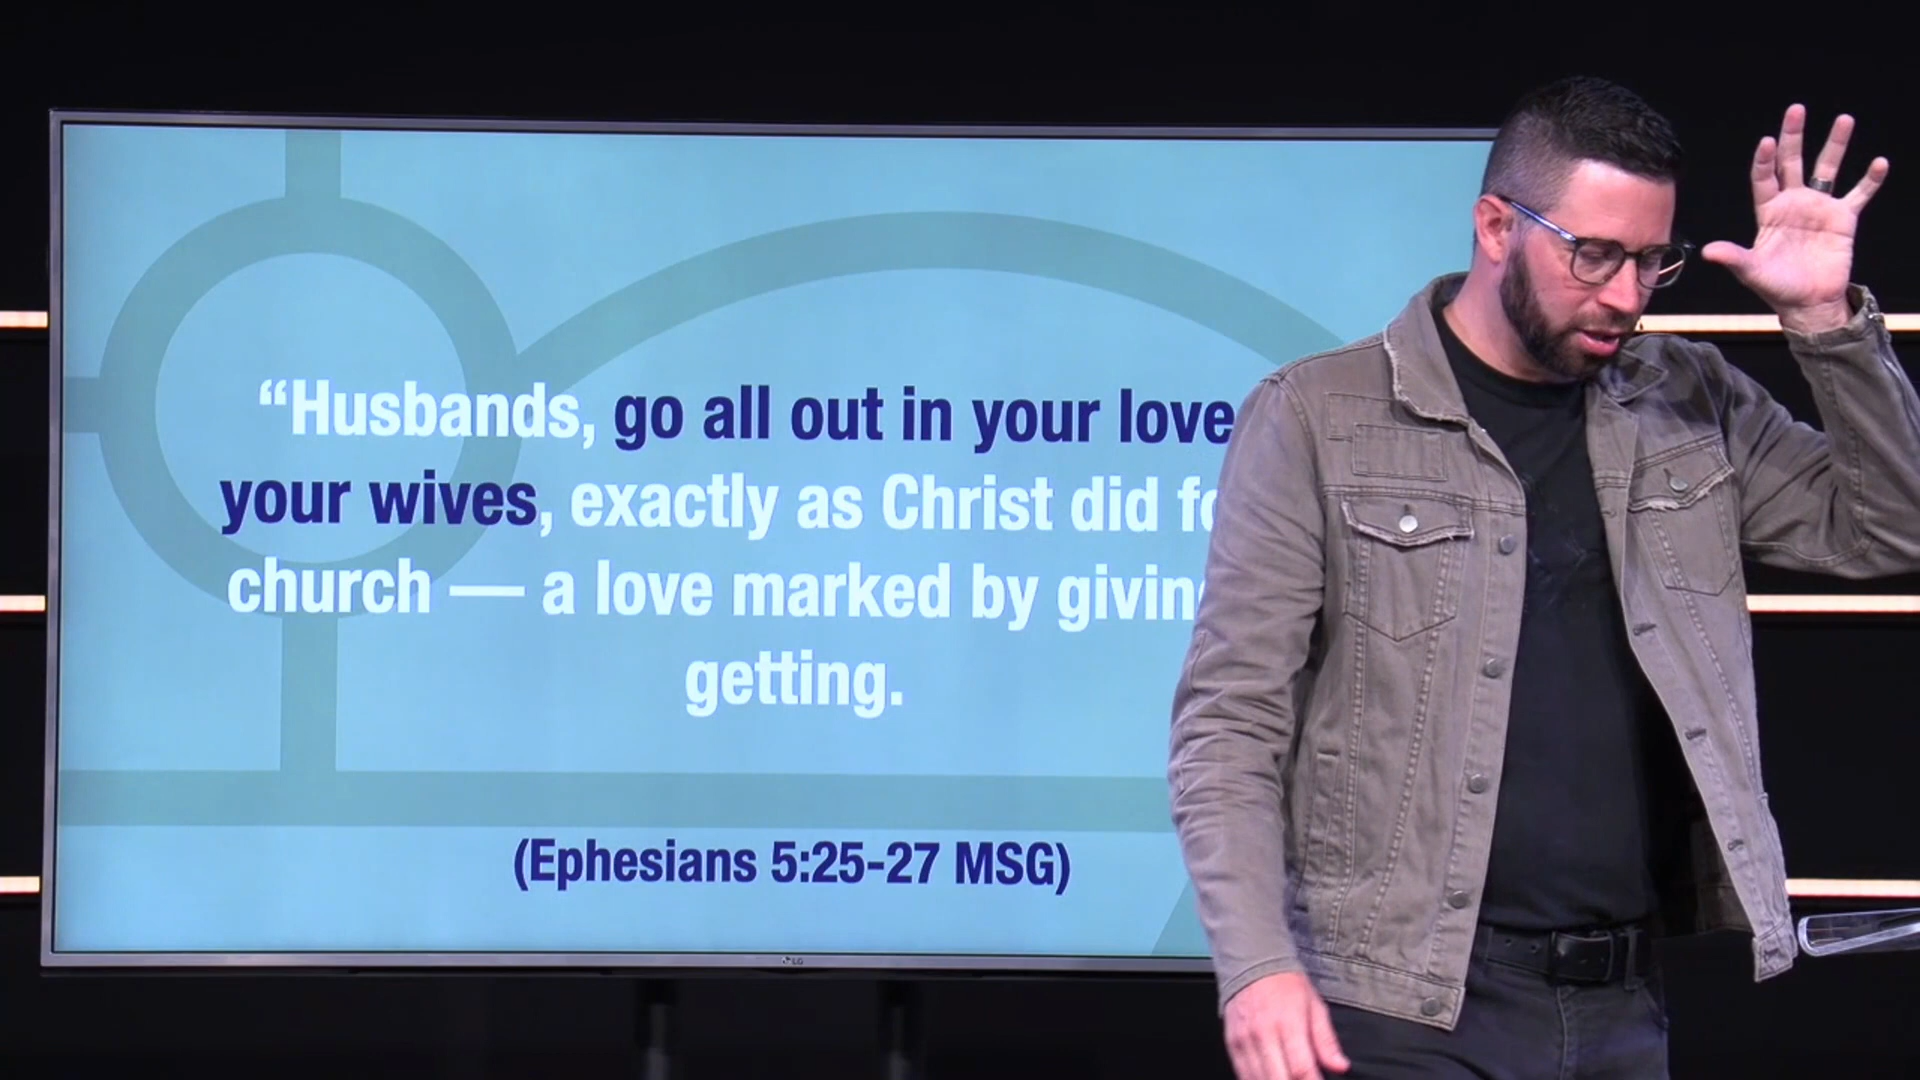 “Husbands, go all out in your love
your wives, exactly as Christ did
church — a love marked by
getting.
(Ephesians 5:25-27 MSG)
LG